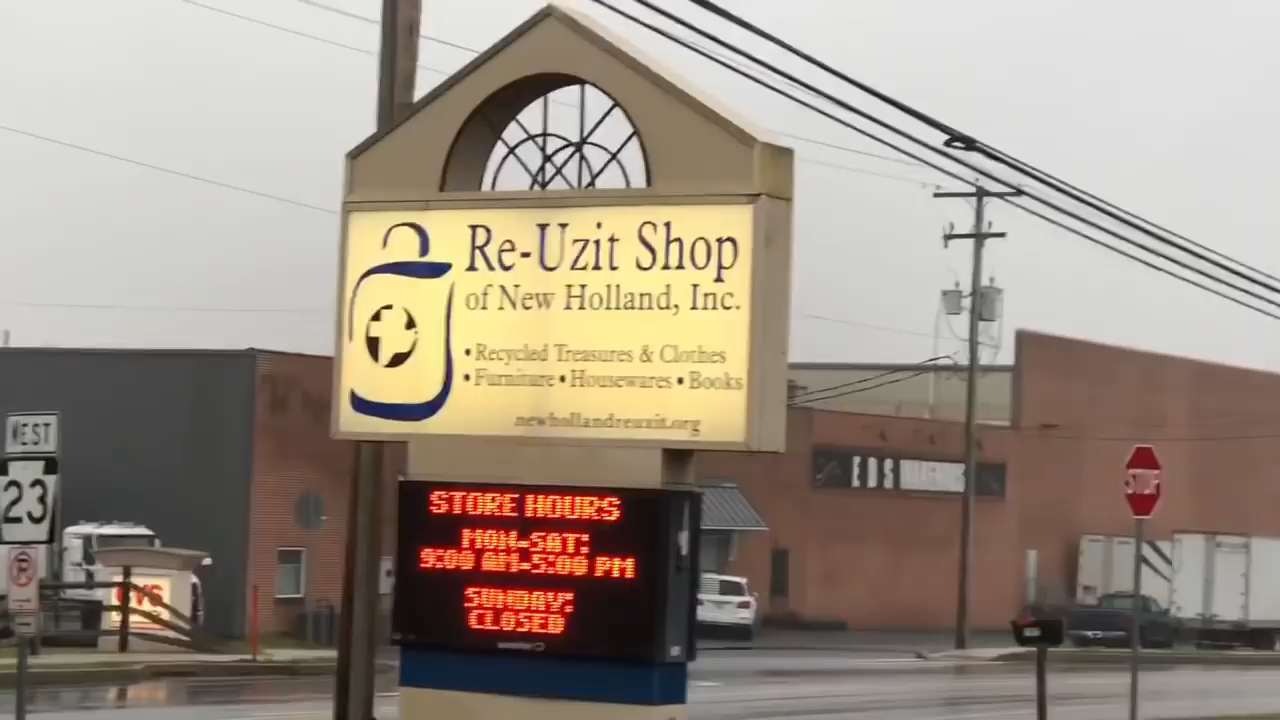 Re-Uzit Shop
of New Holland, Inc.
• Recycled Treasures & Clothes
• Furniture • Housewares • Books
newhollandreuzit.org
STORE HOURS
MON-SAT:
9:00 AM-5:00 PM
SUNDAY:
CLOSED
WEST
23
P
CVS
E D S
STOP